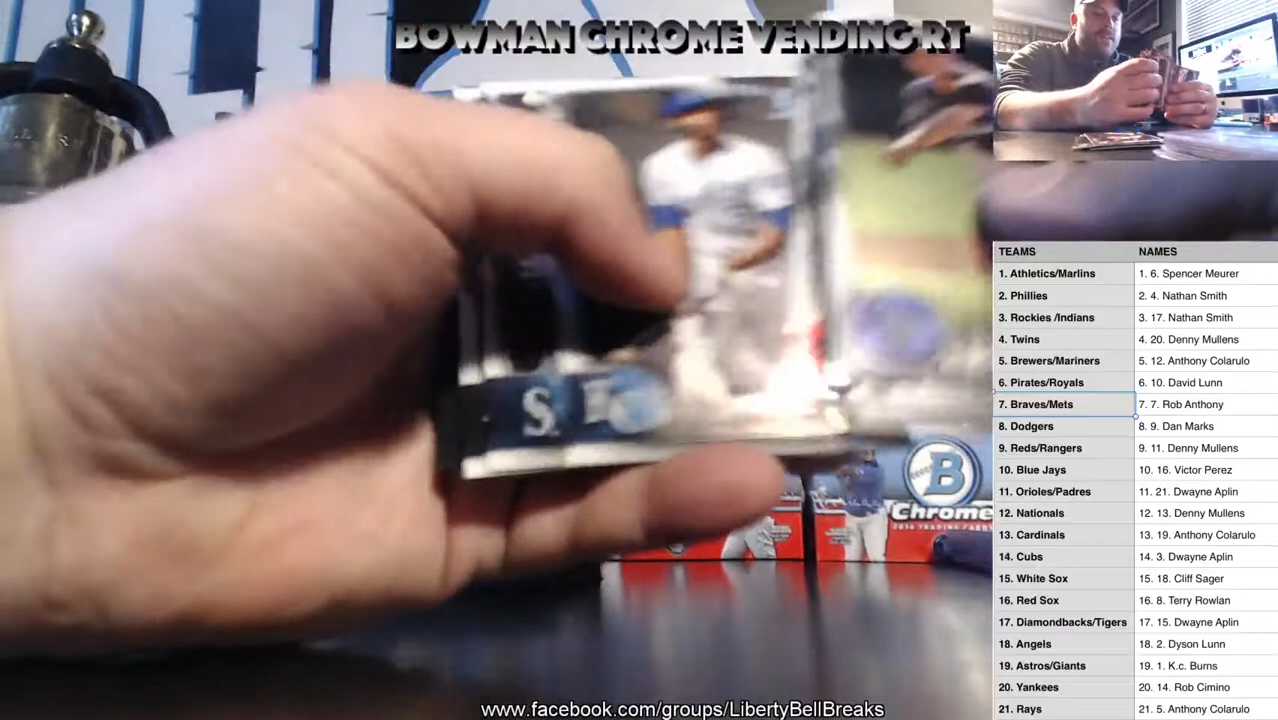 BOWMAN CHROME VENDING RT
TEAMS NAMES
1. Athletics/Marlins 1. 6. Spencer Meurer
2. Phillies 2. 4. Nathan Smith
3. Rockies /Indians 3. 17. Nathan Smith
4. Twins 4. 20. Denny Mullens
5. Brewers/Mariners 5. 12. Anthony Colarulo
6. Pirates/Royals 6. 10. David Lunn
7. Braves/Mets 7. 7. Rob Anthony
8. Dodgers 8. 9. Dan Marks
9. Reds/Rangers 9. 11. Denny Mullens
10. Blue Jays 10. 16. Victor Perez
11. Orioles/Padres 11. 21. Dwayne Aplin
12. Nationals 12. 13. Denny Mullens
13. Cardinals 13. 19. Anthony Colarulo
14. Cubs 14. 3. Dwayne Aplin
15. White Sox 15. 18. Cliff Sager
16. Red Sox 16. 8. Terry Rowlan
17. Diamondbacks/Tigers 17. 15. Dwayne Aplin
18. Angels 18. 2. Dyson Lunn
19. Astros/Giants 19. 1. K.c. Burns
20. Yankees 20. 14. Rob Cimino
21. Rays 21. 5. Anthony Colarulo
B
Chrome
2016 TRADING CARDS
www.facebook.com/groups/LibertyBellBreaks